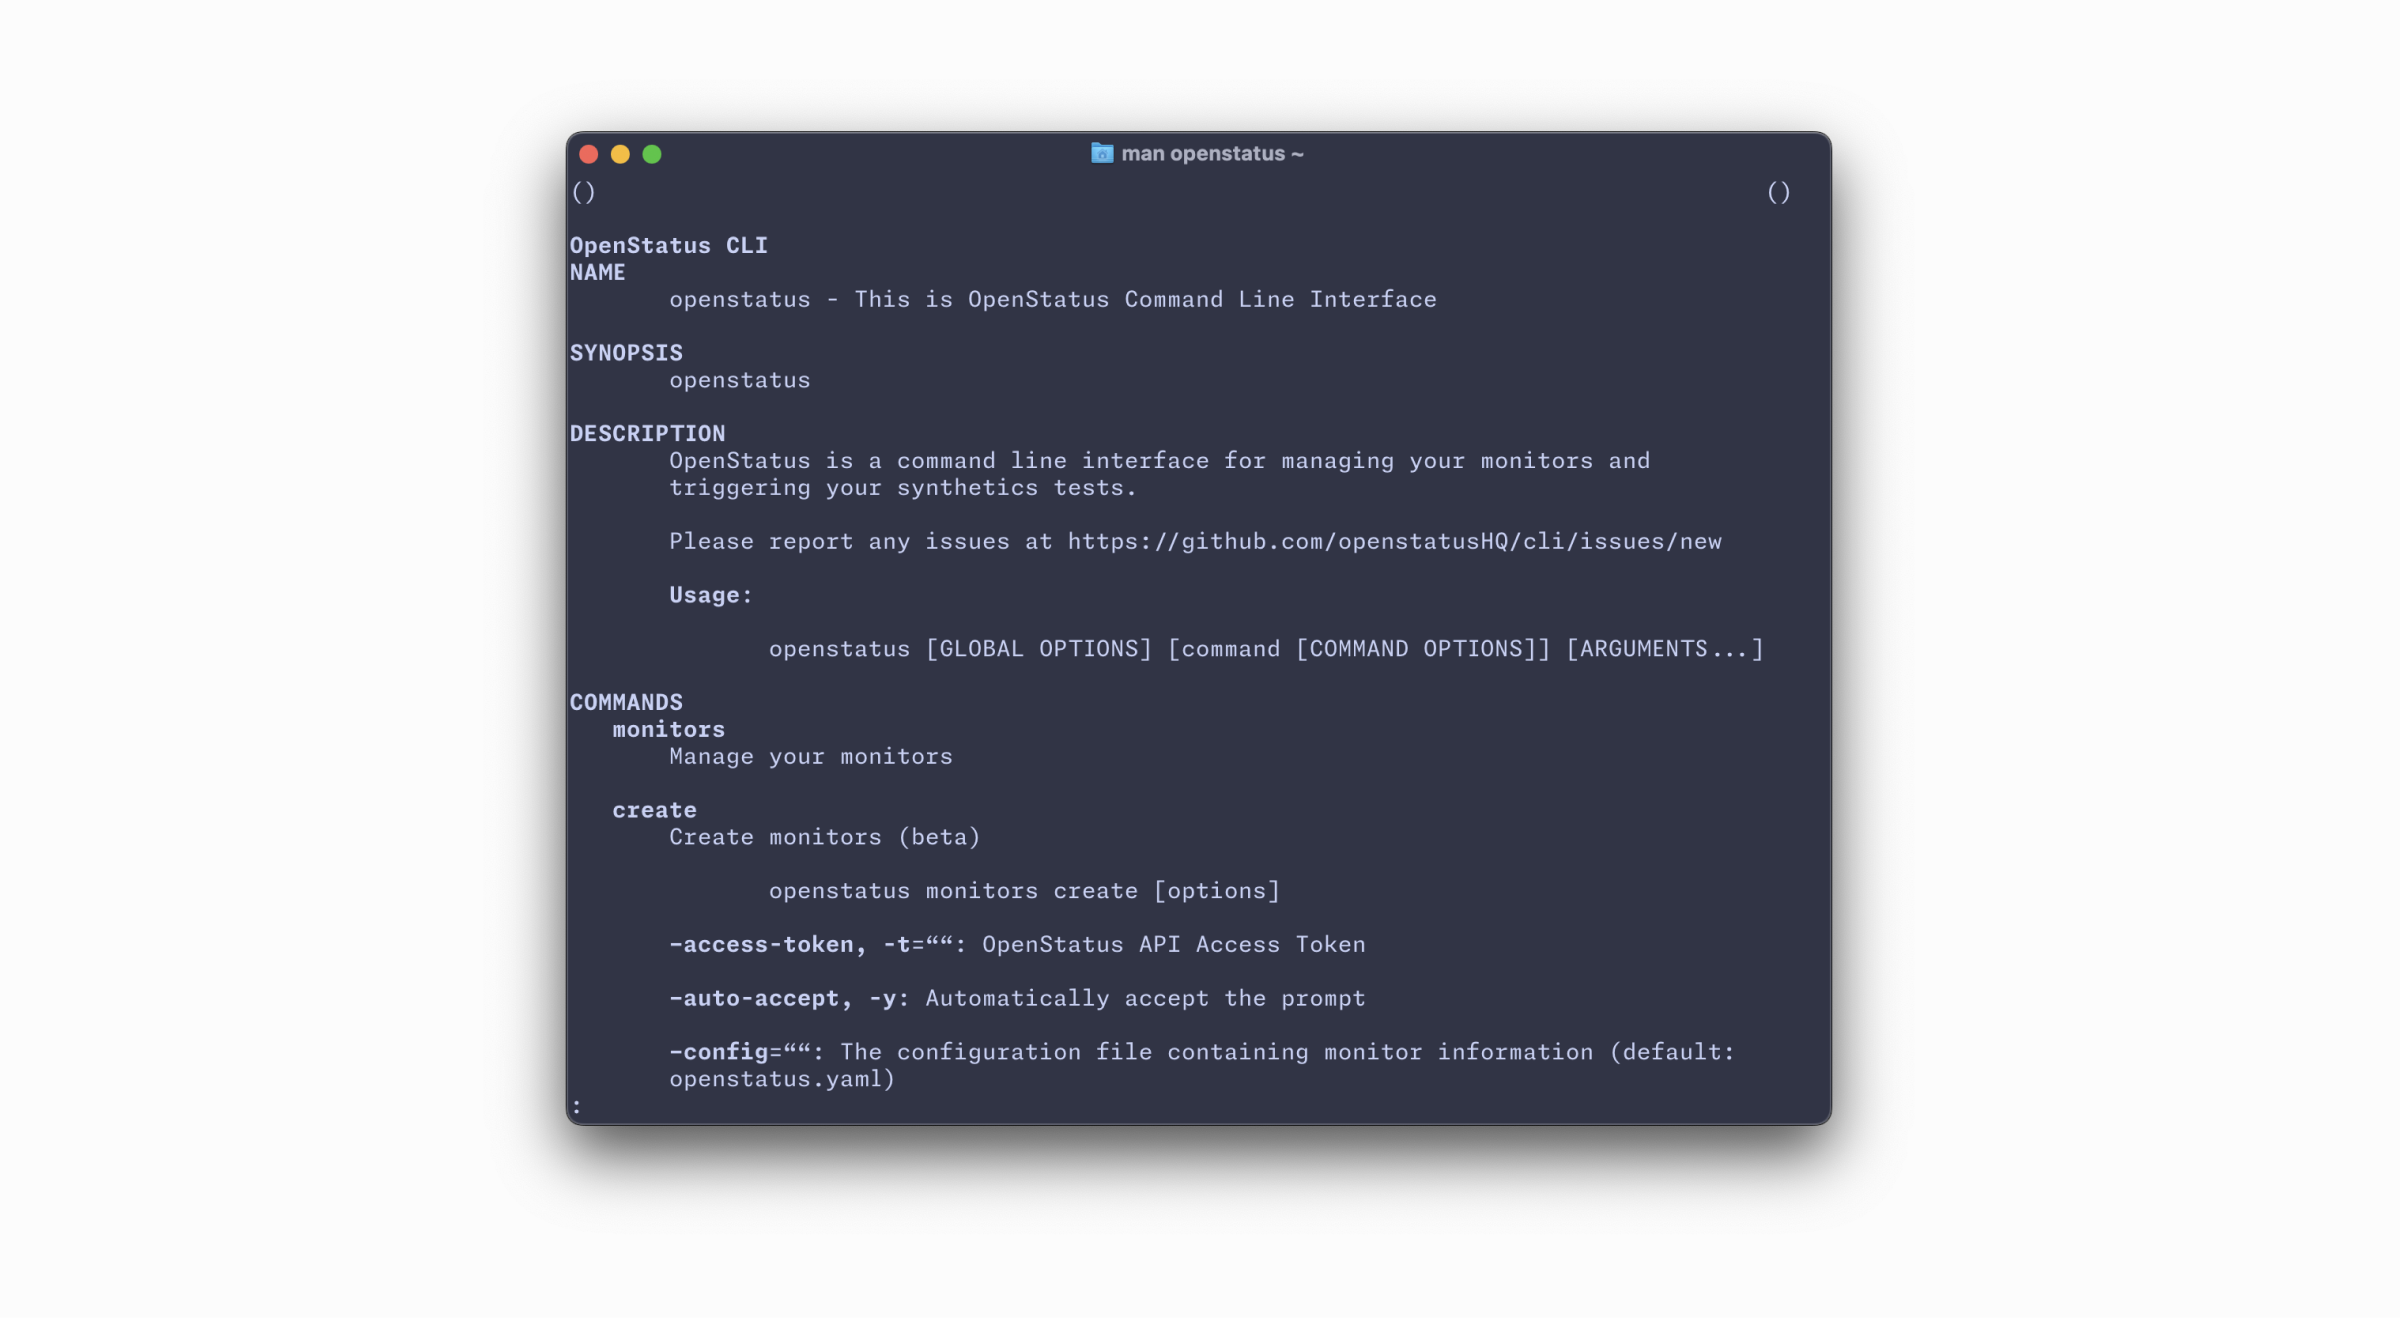 man openstatus ~
() ()
OpenStatus CLI
NAME
openstatus - This is OpenStatus Command Line Interface
SYNOPSIS
openstatus
DESCRIPTION
OpenStatus is a command line interface for managing your monitors and
triggering your synthetics tests.
Please report any issues at https://github.com/openstatusHQ/cli/issues/new
Usage:
openstatus [GLOBAL OPTIONS] [command [COMMAND OPTIONS]] [ARGUMENTS...]
COMMANDS
monitors
Manage your monitors
create
Create monitors (beta)
openstatus monitors create [options]
–access-token, -t=““: OpenStatus API Access Token
–auto-accept, -y: Automatically accept the prompt
–config=““: The configuration file containing monitor information (default:
openstatus.yaml)
: